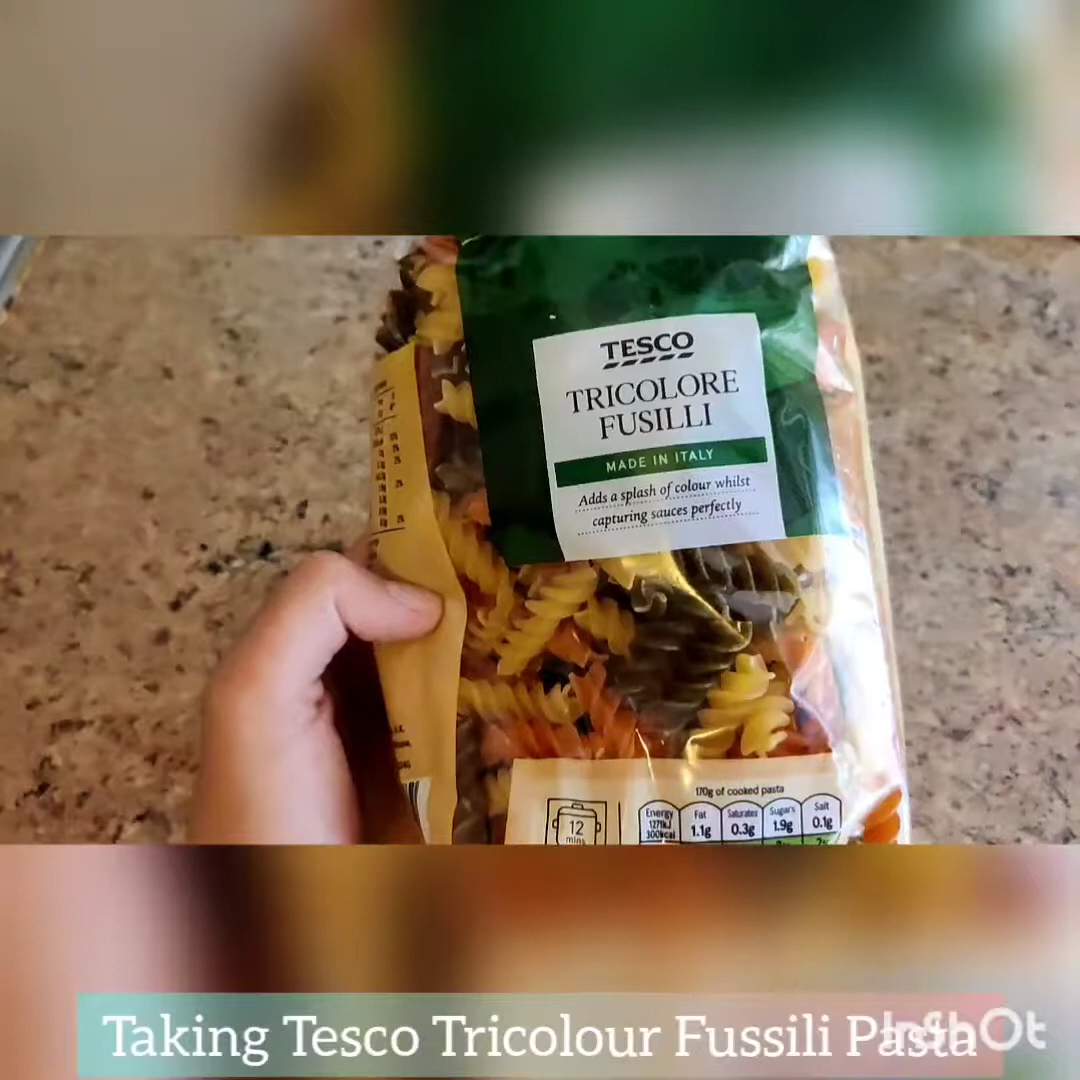 TESCO
TRICOLORE
FUSILLI
MADE IN ITALY
Adds a splash of colour whilst
capturing sauces perfectly
170g of cooked pasta
12
mins
Energy
1271kJ
300kcal
Fat
1.1g
Saturates
0.3g
Sugars
1.9g
Salt
0.1g
Taking Tesco Tricolour Fussili Pasta
InShOt